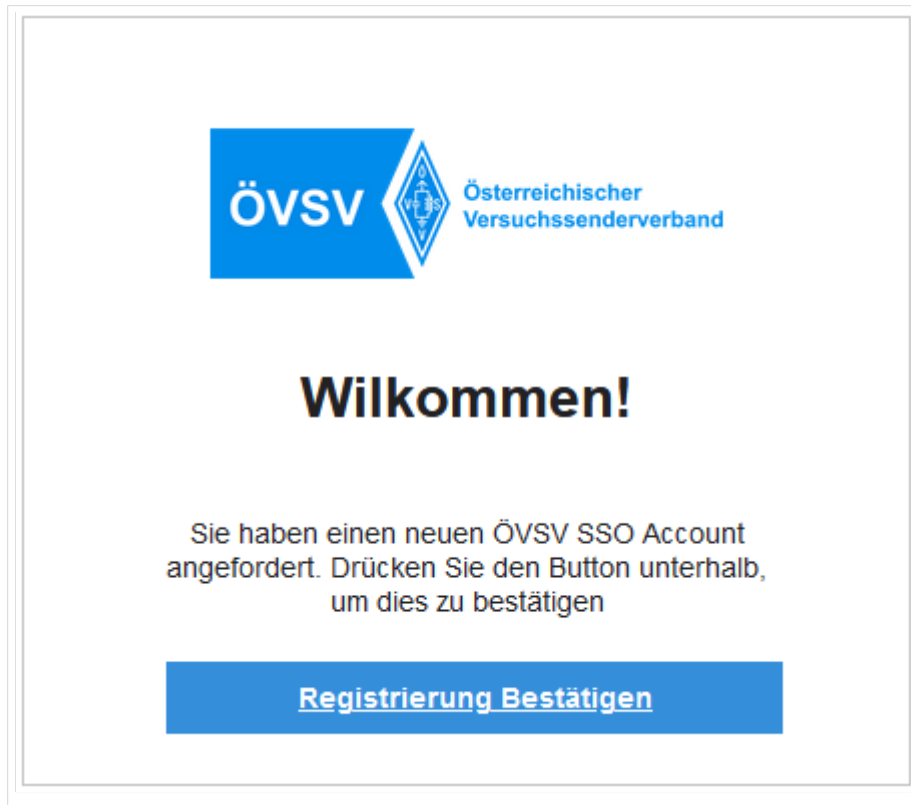 ÖVSV
Österreichischer
Versuchssenderverband
Wilkommen!
Sie haben einen neuen ÖVSV SSO Account
angefordert. Drücken Sie den Button unterhalb,
um dies zu bestätigen
Registrierung Bestätigen